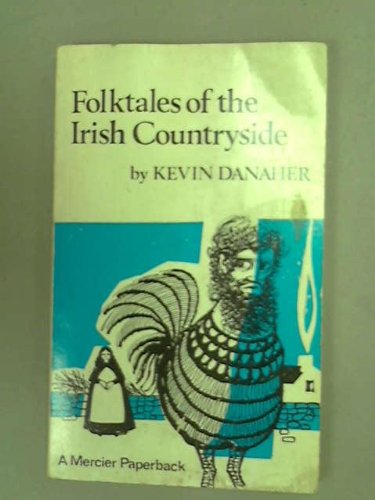 Folktales of the
Irish Countryside
by KEVIN DANAHER
A Mercier Paperback